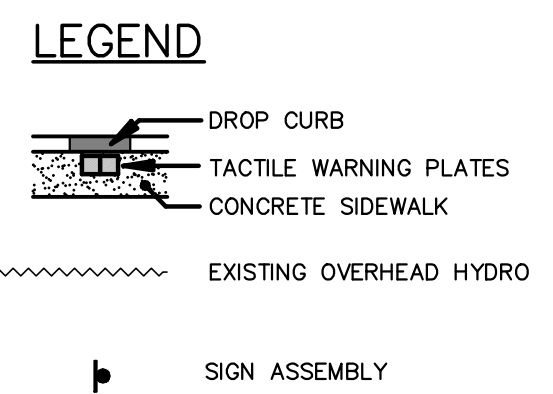 LEGEND
DROP CURB
TACTILE WARNING PLATES
CONCRETE SIDEWALK
EXISTING OVERHEAD HYDRO
SIGN ASSEMBLY